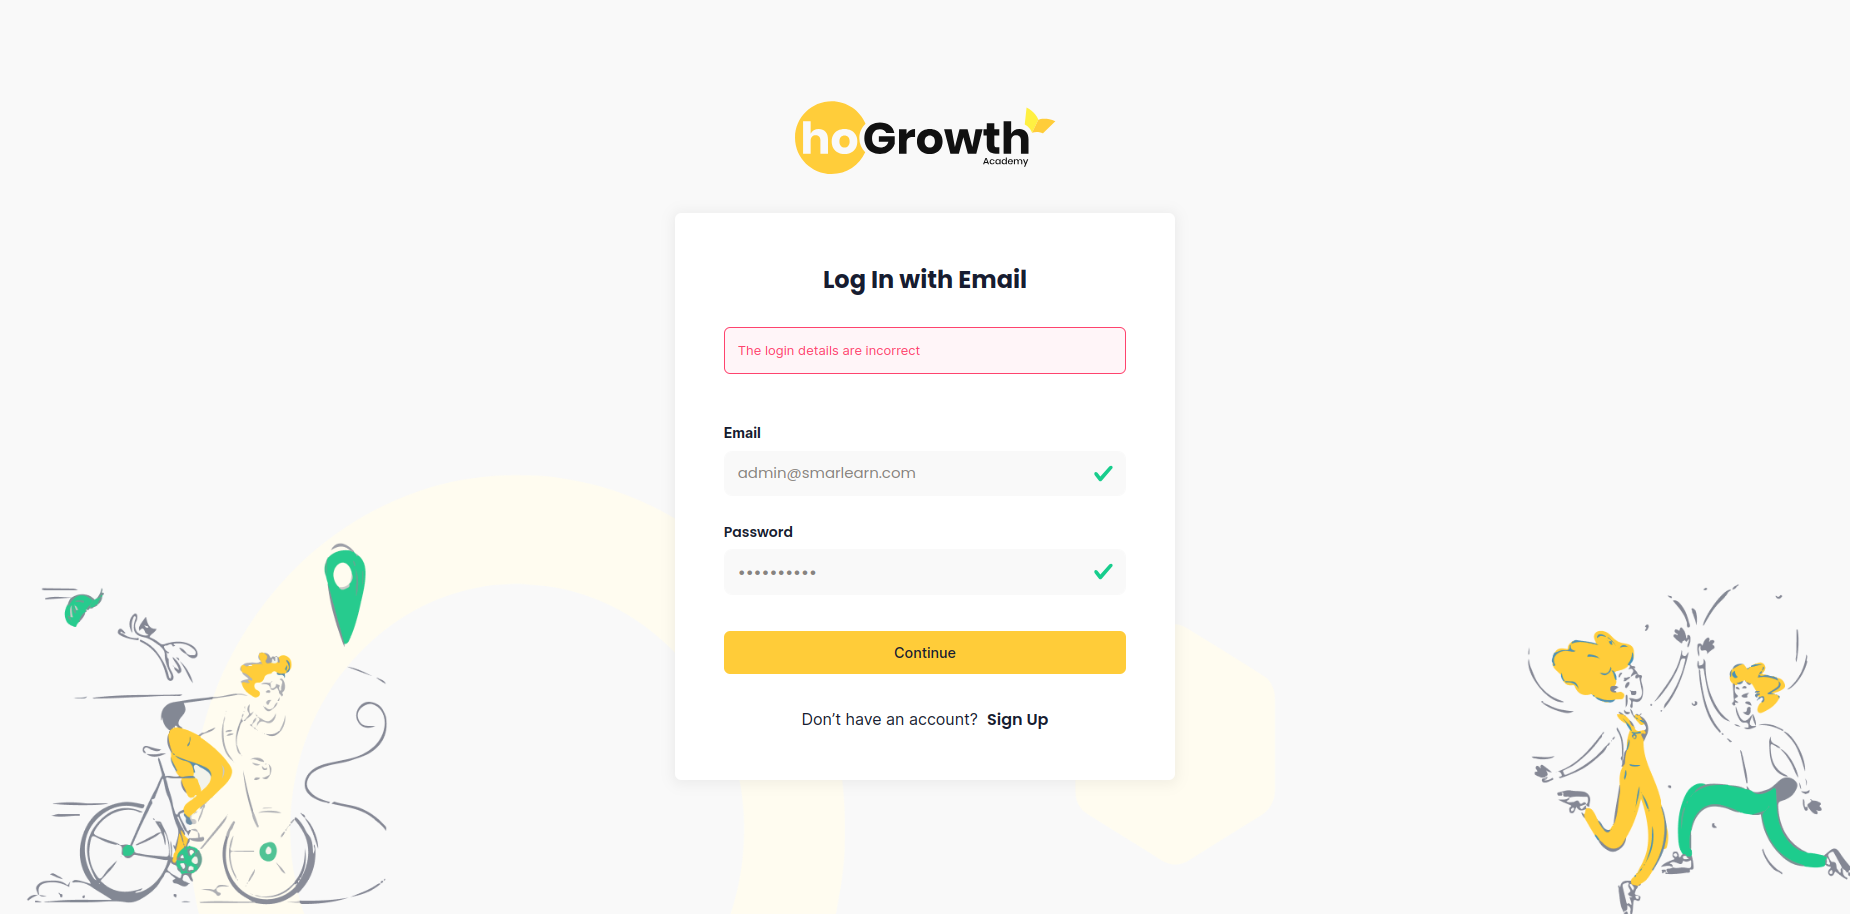 hoGrowth
Academy
Log In with Email
The login details are incorrect
Email
admin@smarlearn.com
Password
••••••••••
Continue
Don’t have an account? Sign Up